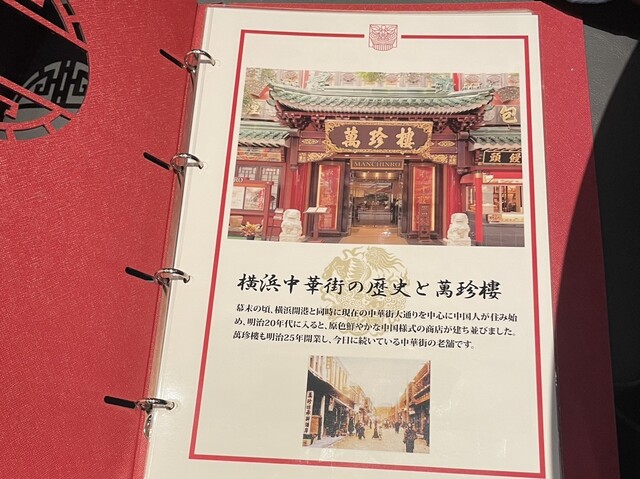 萬珍樓
MANCHINRO
包
饅頭
横浜中華街の歴史と萬珍樓
幕末の頃、横浜開港と同時に現在の中華街大通りを中心に中国人が住み始
め、明治20年代に入ると、原色鮮やかな中国様式の商店が建ち並びました。
萬珍樓も明治25年開業し、今日に続いている中華街の老舗です。